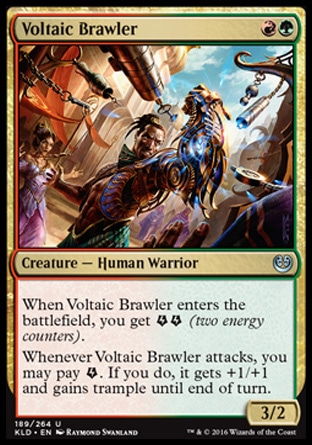 Voltaic Brawler
Creature — Human Warrior
When Voltaic Brawler enters the
battlefield, you get (two energy
counters).
Whenever Voltaic Brawler attacks, you
may pay . If you do, it gets +1/+1
and gains trample until end of turn.
3/2
189/264 U
KLD • EN RAYMOND SWANLAND
™ & © 2016 Wizards of the Coast